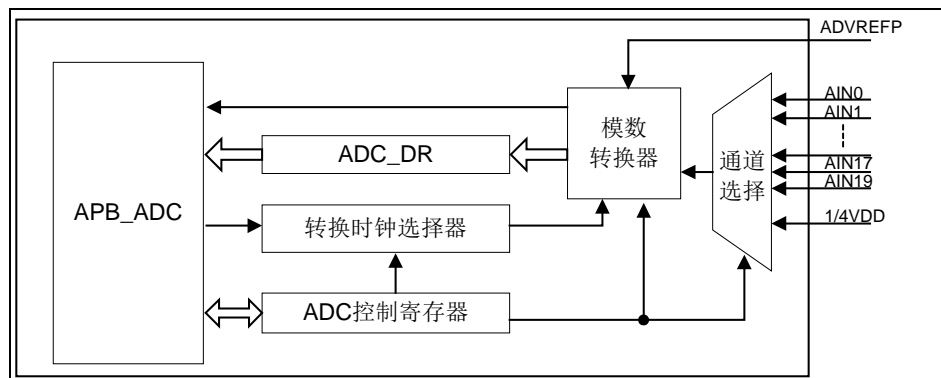 ADVREFP
AIN0
AIN1
模数
转换器
通道
选择
ADC_DR
AIN17
AIN19
APB_ADC
转换时钟选择器
1/4VDD
ADC控制寄存器